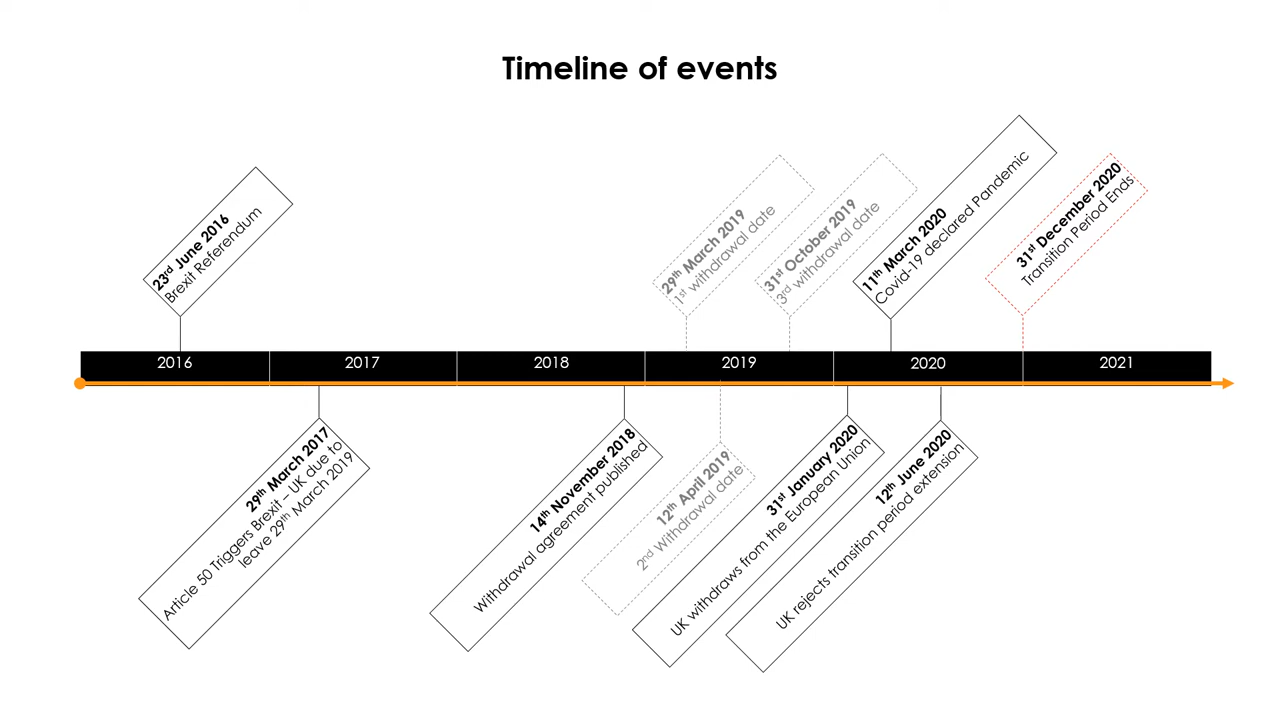 Timeline of events
23rd June 2016
Brexit Referendum
29th March 2019
1st withdrawal date
31st October 2019
3rd withdrawal date
11th March 2020
Covid-19 declared Pandemic
31st December 2020
Transition Period Ends
2016 2017 2018 2019 2020 2021
29th March 2017
Article 50 Triggers Brexit – UK due to
leave 29th March 2019
14th November 2018
Withdrawal agreement published
12th April 2019
2nd Withdrawal date
31st January 2020
UK withdraws from the European Union
12th June 2020
UK rejects transition period extension